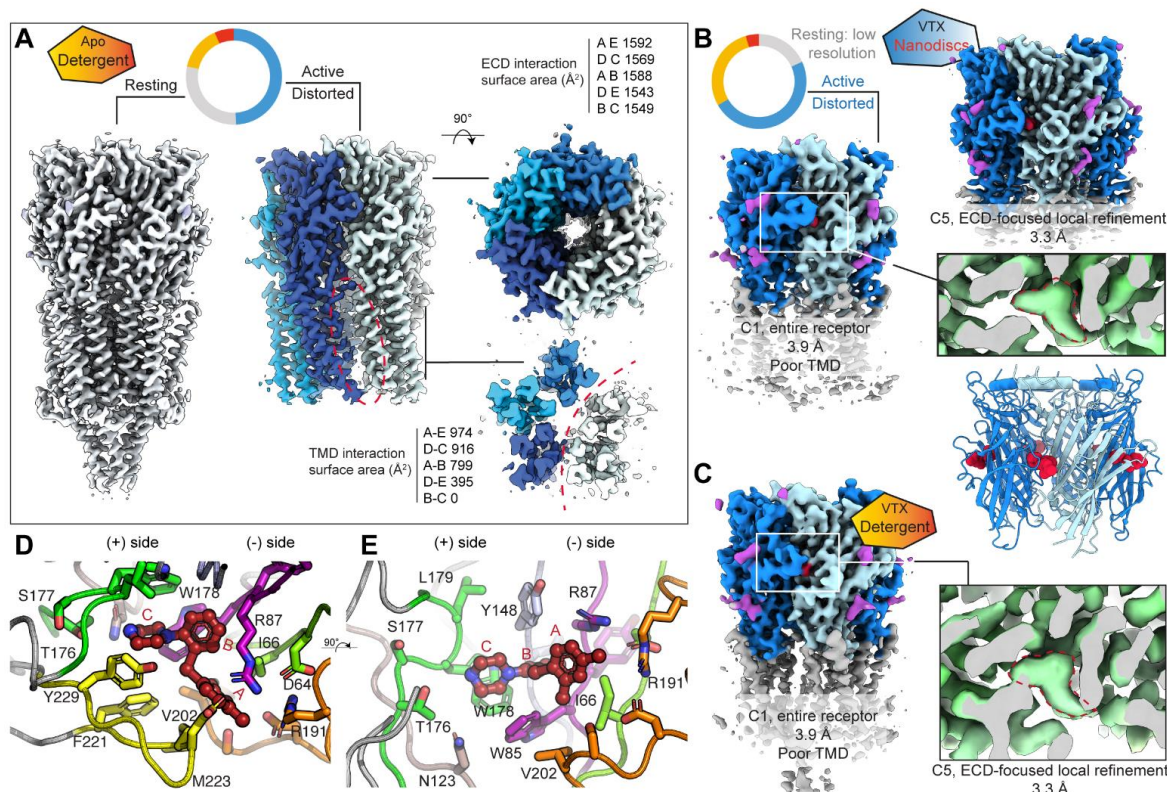 A
Apo
Detergent
Resting
Active
Distorted
90°
ECD interaction
surface area (Å²)
A E 1592
D C 1569
A B 1588
D E 1543
B C 1549
TMD interaction
surface area (Å²)
A-E 974
D-C 916
A-B 799
D-E 395
B-C 0
B
Resting: low
resolution
Active
Distorted
VTX
Nanodiscs
C1, entire receptor
3.9 Å
Poor TMD
C5, ECD-focused local refinement
3.3 Å
C
VTX
Detergent
C1, entire receptor
3.9 Å
Poor TMD
C5, ECD-focused local refinement
3.3 Å
D
(+) side
(-) side
S177
W178
C
R87
B
I66
T176
D64
Y229
A
V202
R191
F221
M223
90°
E
(+) side
(-) side
L179
Y148
R87
S177
C
A
B
R191
W178
I66
T176
W85
N123
V202